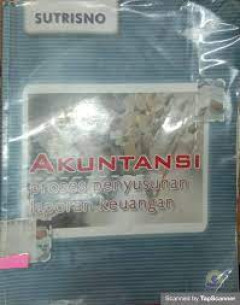 SUTRISNO
AKUNTANSI
proses penyusunan
laporan keuangan
Scanned by TapScanner